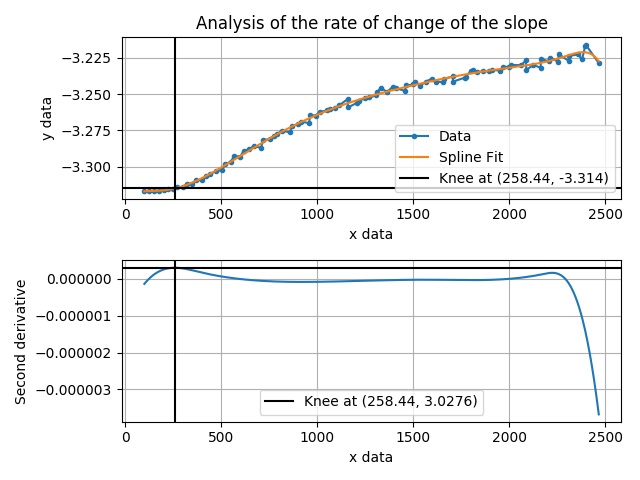 Analysis of the rate of change of the slope
y data
−3.225
−3.250
−3.275
−3.300
Data
Spline Fit
Knee at (258.44, -3.314)
0 500 1000 1500 2000 2500
x data
Second derivative
0.000000
−0.000001
−0.000002
−0.000003
Knee at (258.44, 3.0276)
0 500 1000 1500 2000 2500
x data